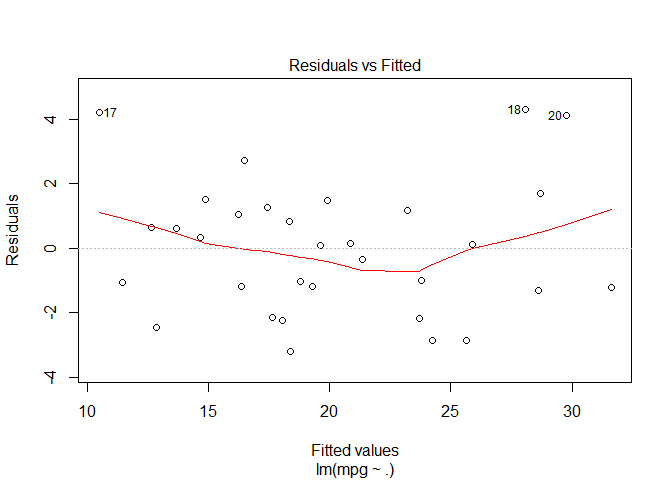 Residuals vs Fitted
Residuals
4
2
0
-2
-4
17
18
20
10 15 20 25 30
Fitted values
lm(mpg ~ .)